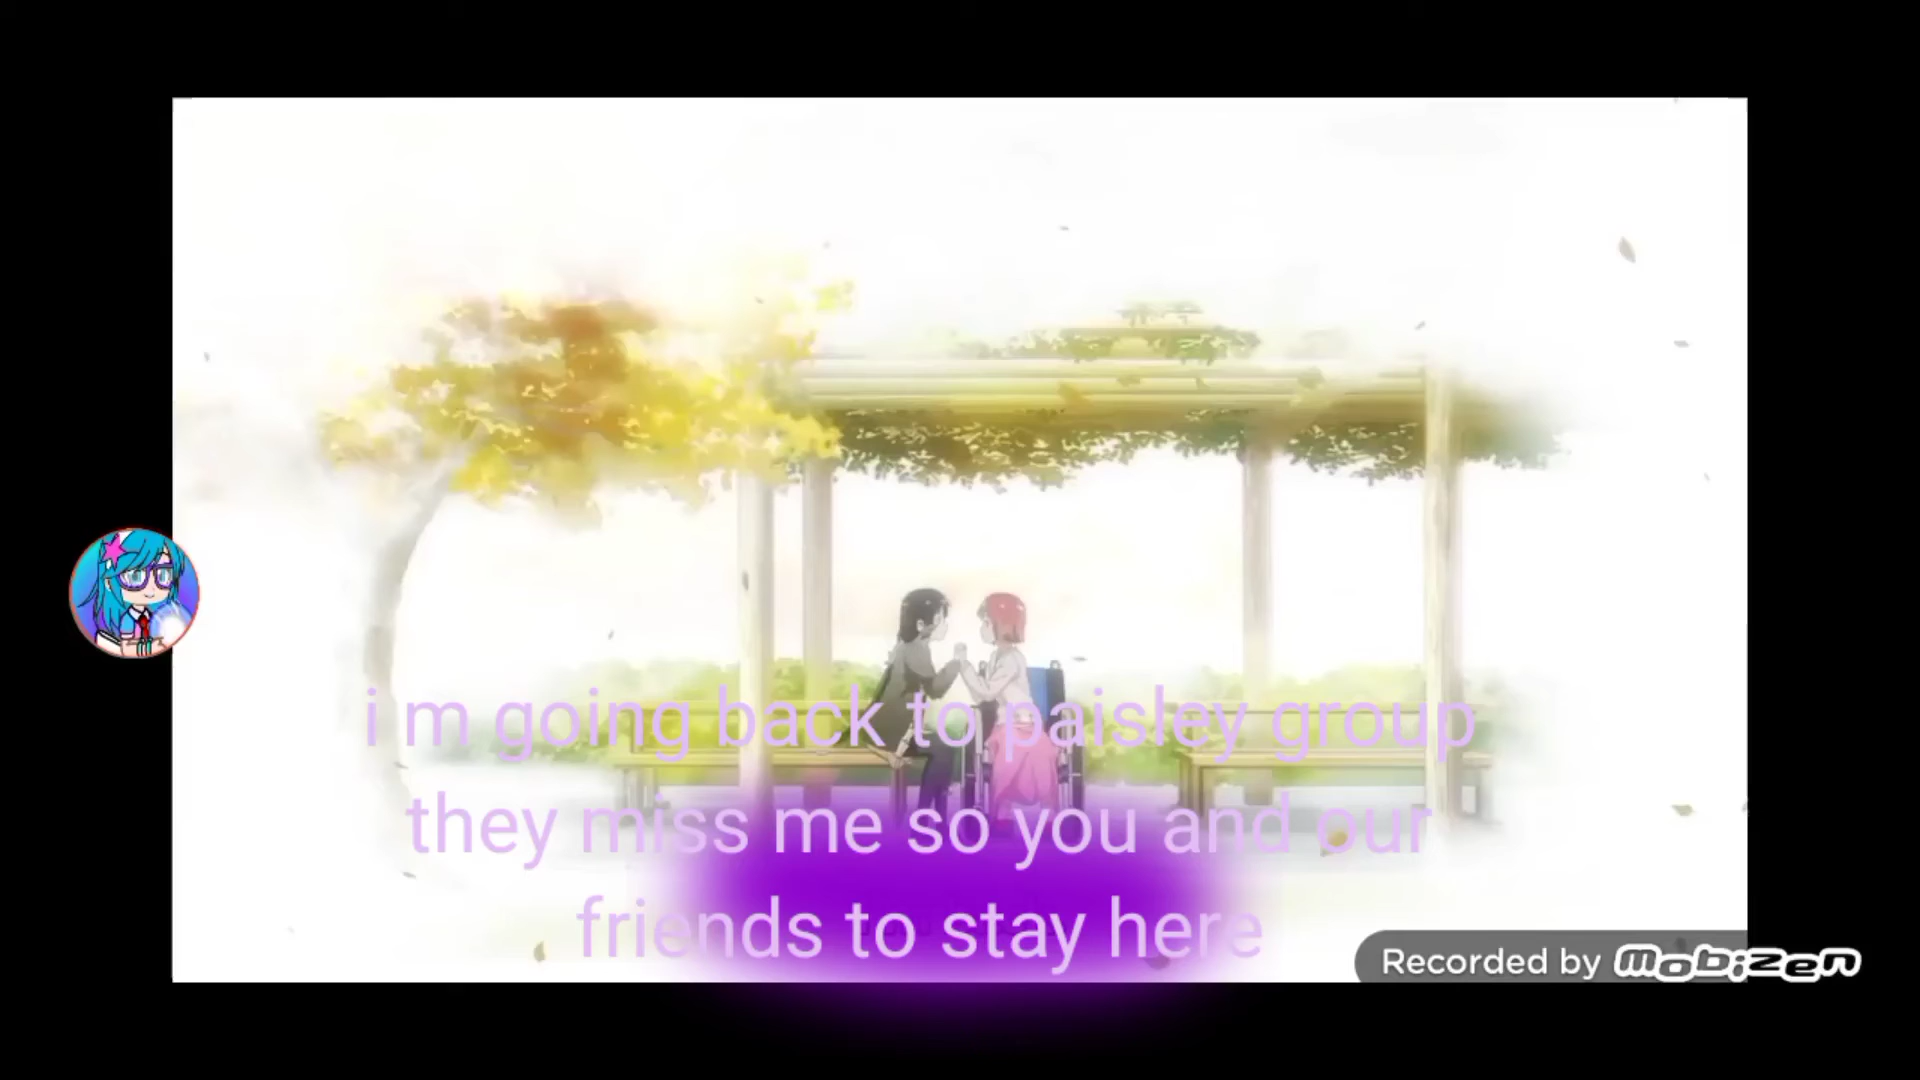 i m going back to paisley group
they miss me so you and our
friends to stay here
Recorded by mobizen